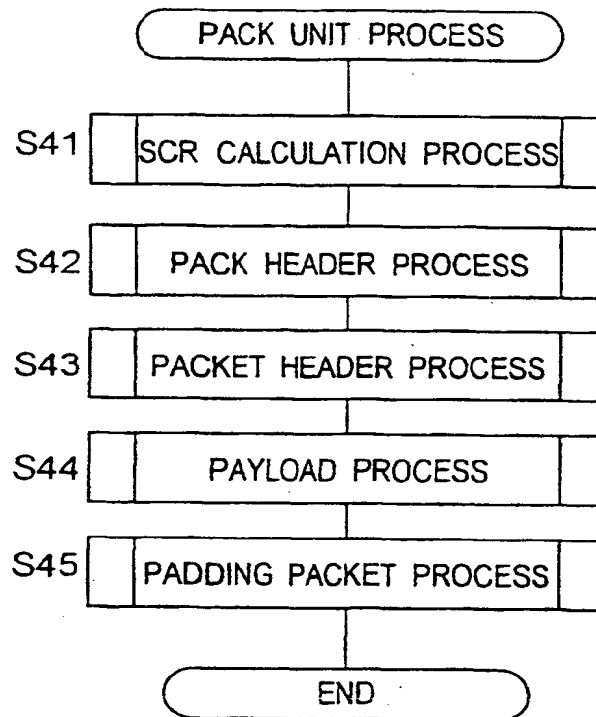 PACK UNIT PROCESS
S41 SCR CALCULATION PROCESS
S42 PACK HEADER PROCESS
S43 PACKET HEADER PROCESS
S44 PAYLOAD PROCESS
S45 PADDING PACKET PROCESS
END